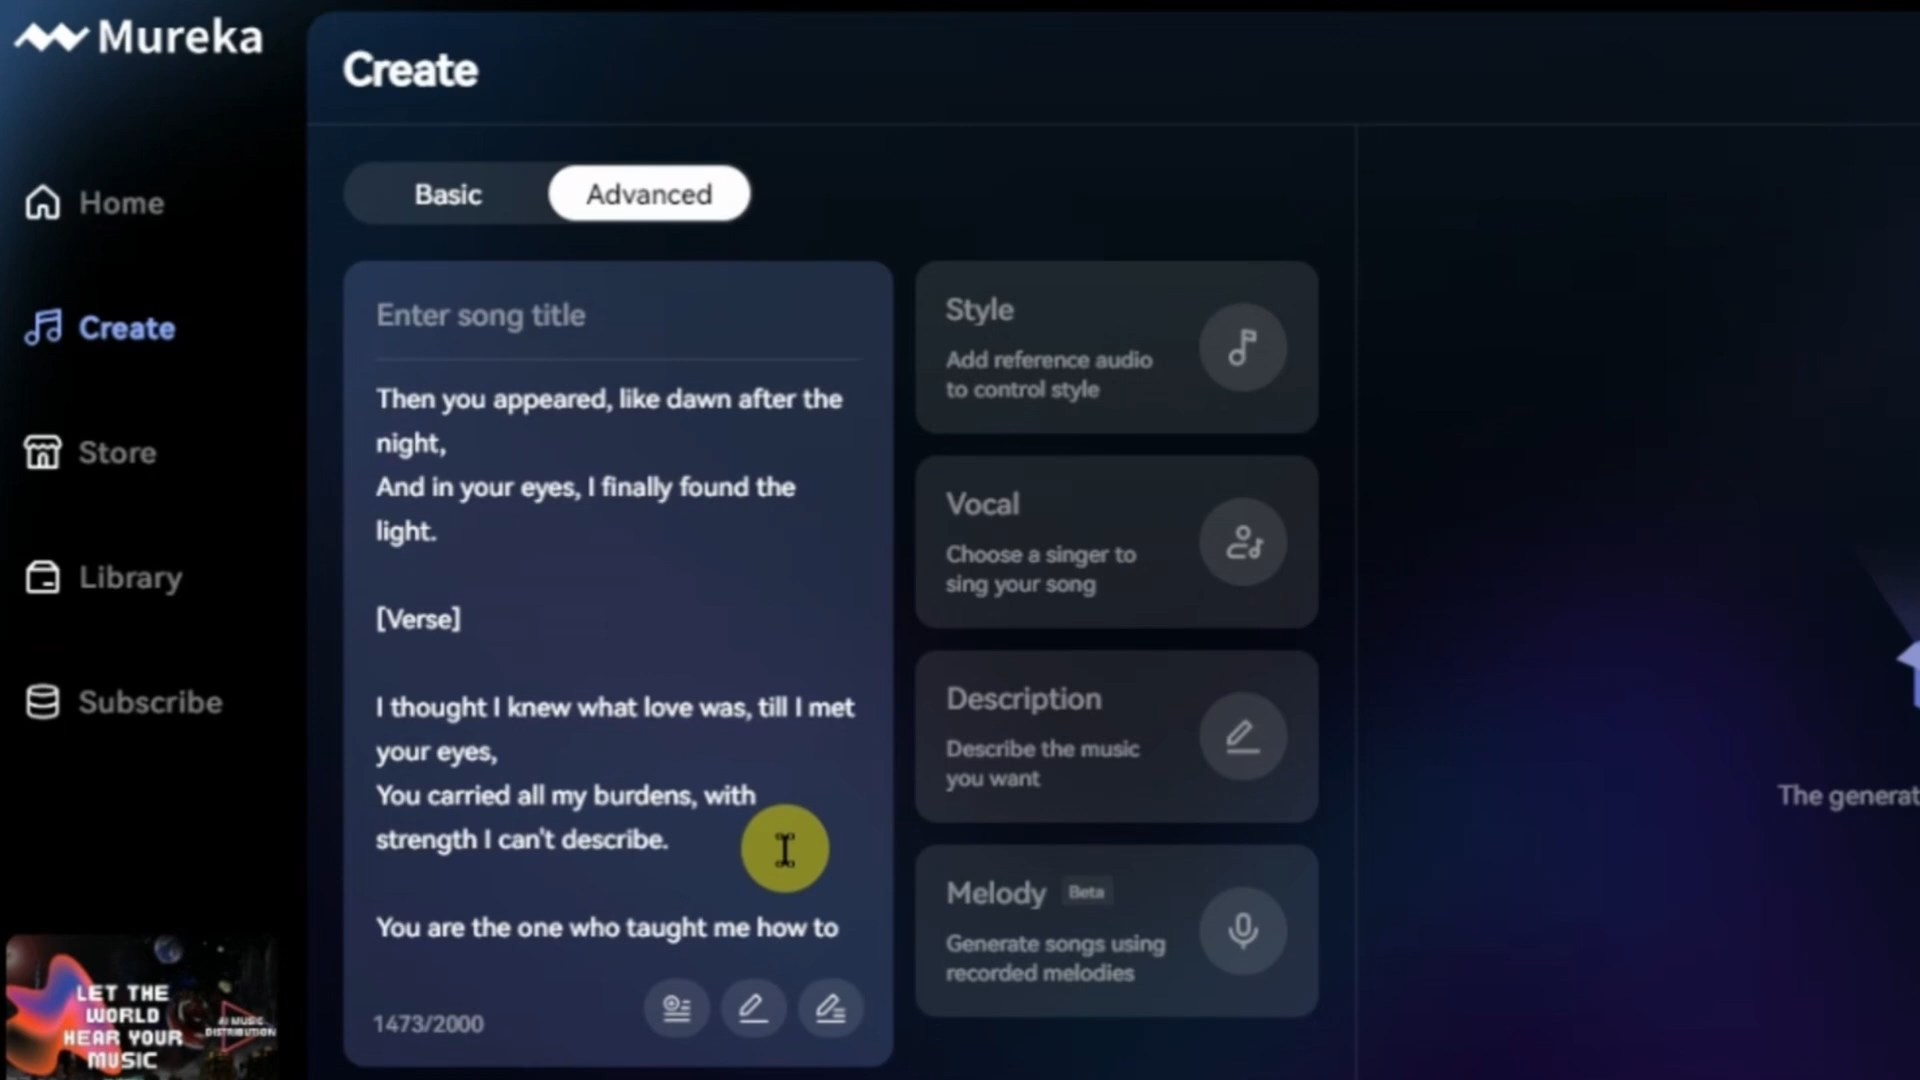 Mureka
Create
Home
Create
Store
Library
Subscribe
LET THE
WORLD
HEAR YOUR
MUSIC
AI MUSIC
DISTRIBUTION
Basic
Advanced
Enter song title
Then you appeared, like dawn after the
night,
And in your eyes, I finally found the
light.
[Verse]
I thought I knew what love was, till I met
your eyes,
You carried all my burdens, with
strength I can't describe.
You are the one who taught me how to
1473/2000
Style
Add reference audio
to control style
Vocal
Choose a singer to
sing your song
Description
Describe the music
you want
Melody Beta
Generate songs using
recorded melodies
The generat